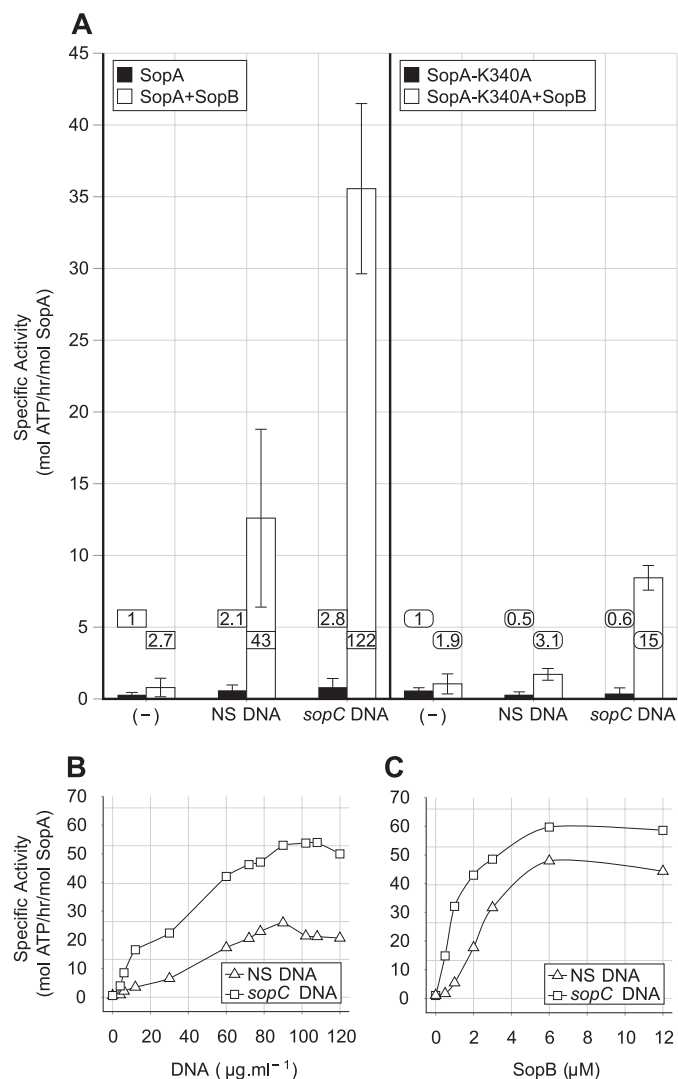 A
45
40
35
30
25
20
15
10
5
0
Specific Activity
(mol ATP/hr/mol SopA)
SopA
SopA+SopB
SopA-K340A
SopA-K340A+SopB
1
2.7
2.1
43
2.8
122
1
1.9
0.5
3.1
0.6
15
(−) NS DNA sopC DNA (−) NS DNA sopC DNA
B
70
60
50
40
30
20
10
0
Specific Activity
(mol ATP/hr/mol SopA)
NS DNA
sopC DNA
0 20 40 60 80 100 120
DNA ( µg.ml−1)
C
70
60
50
40
30
20
10
0
NS DNA
sopC DNA
0 2 4 6 8 10 12
SopB (µM)